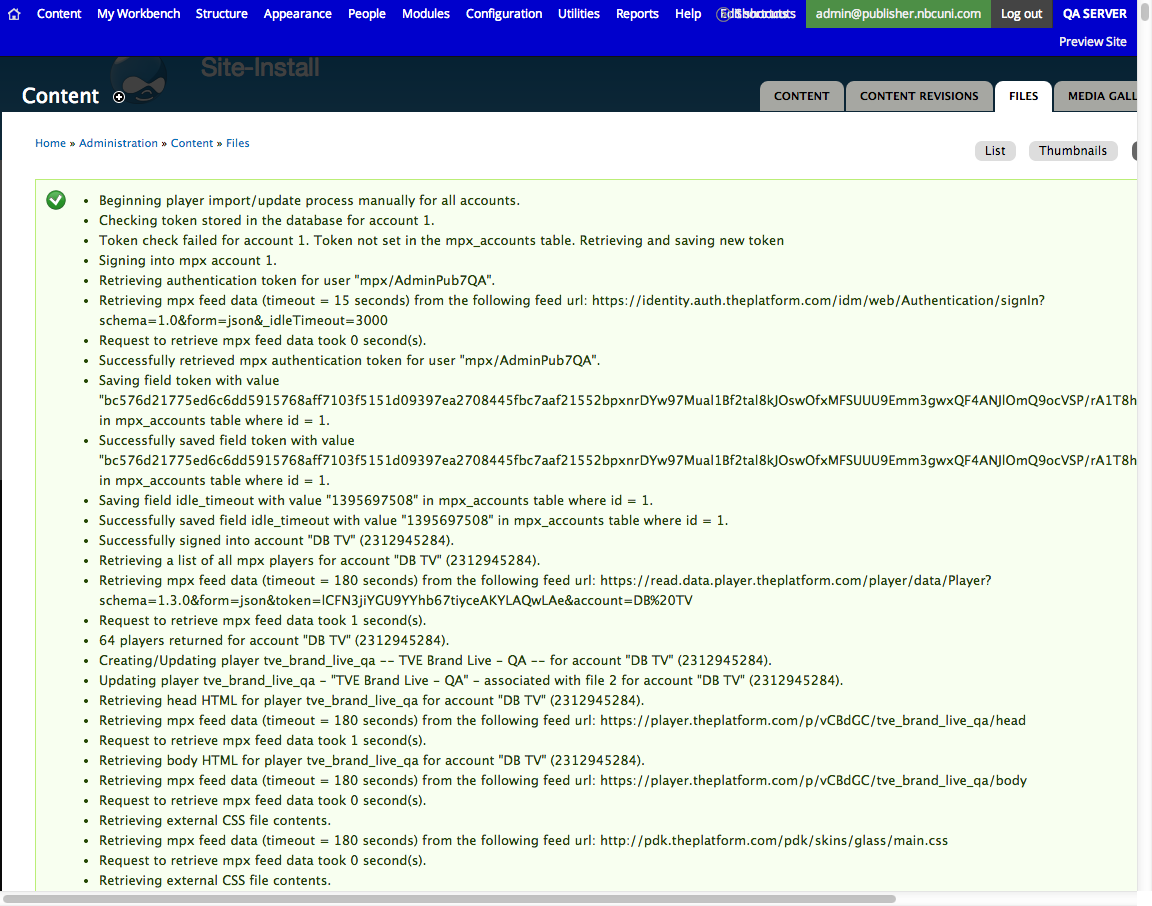 Content My Workbench Structure Appearance People Modules Configuration Utilities Reports Help admin@publisher.nbcuni.com Log out QA SERVER
Preview Site
Site-Install
Content
CONTENT CONTENT REVISIONS FILES MEDIA GALL
Home » Administration » Content » Files
List Thumbnails
• Beginning player import/update process manually for all accounts.
• Checking token stored in the database for account 1.
• Token check failed for account 1. Token not set in the mpx_accounts table. Retrieving and saving new token
• Signing into mpx account 1.
• Retrieving authentication token for user "mpx/AdminPub7QA".
• Retrieving mpx feed data (timeout = 15 seconds) from the following feed url: https://identity.auth.theplatform.com/idm/web/Authentication/signIn?
schema=1.0&form=json&_idleTimeout=3000
• Request to retrieve mpx feed data took 0 second(s).
• Successfully retrieved mpx authentication token for user "mpx/AdminPub7QA".
• Saving field token with value
"bc576d21775ed6c6dd5915768aff7103f5151d09397ea2708445fbc7aaf21552bpxnrDYw97Mual1Bf2tal8kJOswOfxMFSUUU9Emm3gwxQF4ANJlOmQ9ocVSP/rA1T8h
in mpx_accounts table where id = 1.
• Successfully saved field token with value
"bc576d21775ed6c6dd5915768aff7103f5151d09397ea2708445fbc7aaf21552bpxnrDYw97Mual1Bf2tal8kJOswOfxMFSUUU9Emm3gwxQF4ANJlOmQ9ocVSP/rA1T8h
in mpx_accounts table where id = 1.
• Saving field idle_timeout with value "1395697508" in mpx_accounts table where id = 1.
• Successfully saved field idle_timeout with value "1395697508" in mpx_accounts table where id = 1.
• Successfully signed into account "DB TV" (2312945284).
• Retrieving a list of all mpx players for account "DB TV" (2312945284).
• Retrieving mpx feed data (timeout = 180 seconds) from the following feed url: https://read.data.player.theplatform.com/player/data/Player?
schema=1.3.0&form=json&token=lCFN3jiYGU9YYhb67tiyceAKYLAQwLAe&account=DB%20TV
• Request to retrieve mpx feed data took 1 second(s).
• 64 players returned for account "DB TV" (2312945284).
• Creating/Updating player tve_brand_live_qa -- TVE Brand Live - QA -- for account "DB TV" (2312945284).
• Updating player tve_brand_live_qa - "TVE Brand Live - QA" - associated with file 2 for account "DB TV" (2312945284).
• Retrieving head HTML for player tve_brand_live_qa for account "DB TV" (2312945284).
• Retrieving mpx feed data (timeout = 180 seconds) from the following feed url: https://player.theplatform.com/p/vCBdGC/tve_brand_live_qa/head
• Request to retrieve mpx feed data took 1 second(s).
• Retrieving body HTML for player tve_brand_live_qa for account "DB TV" (2312945284).
• Retrieving mpx feed data (timeout = 180 seconds) from the following feed url: https://player.theplatform.com/p/vCBdGC/tve_brand_live_qa/body
• Request to retrieve mpx feed data took 0 second(s).
• Retrieving external CSS file contents.
• Retrieving mpx feed data (timeout = 180 seconds) from the following feed url: http://pdk.theplatform.com/pdk/skins/glass/main.css
• Request to retrieve mpx feed data took 0 second(s).
• Retrieving external CSS file contents.